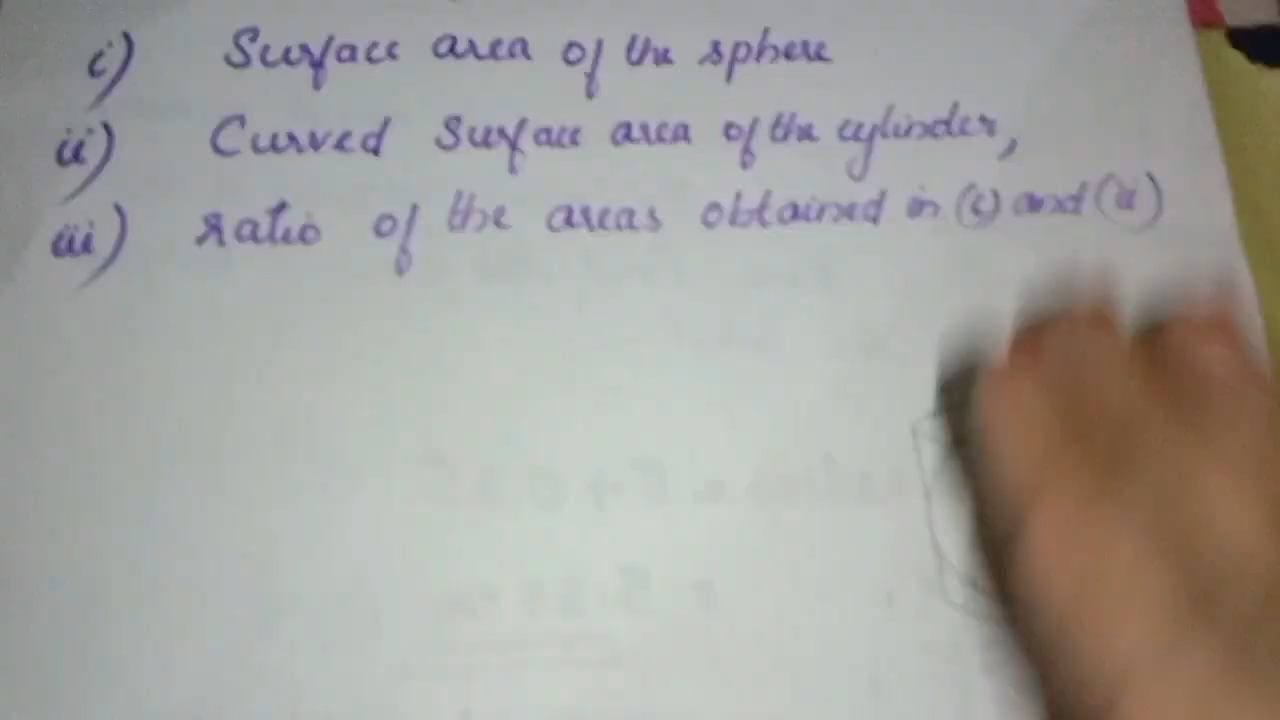 i) Surface area of the sphere
ii) Curved Surface area of the cylinder,
iii) ratio of the areas obtained in (i) and (ii)